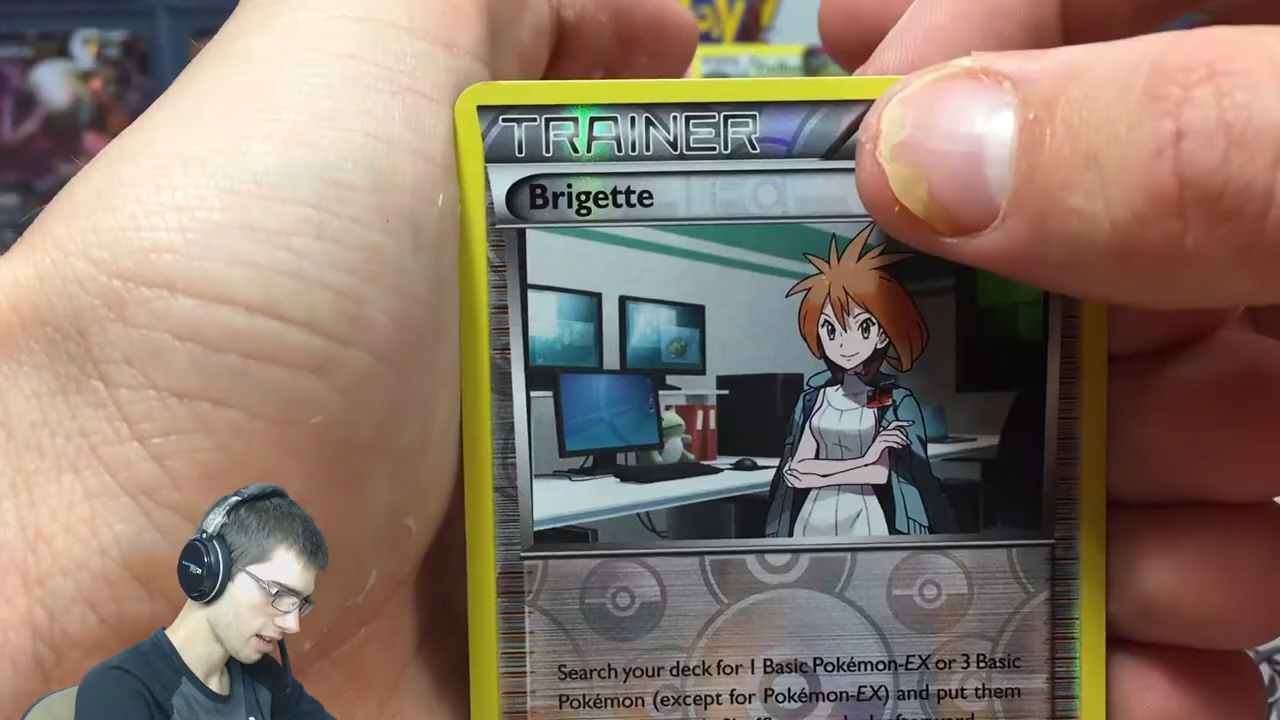 TRAINER
Brigette
Search your deck for 1 Basic Pokémon-EX or 3 Basic
Pokémon (except for Pokémon-EX) and put them